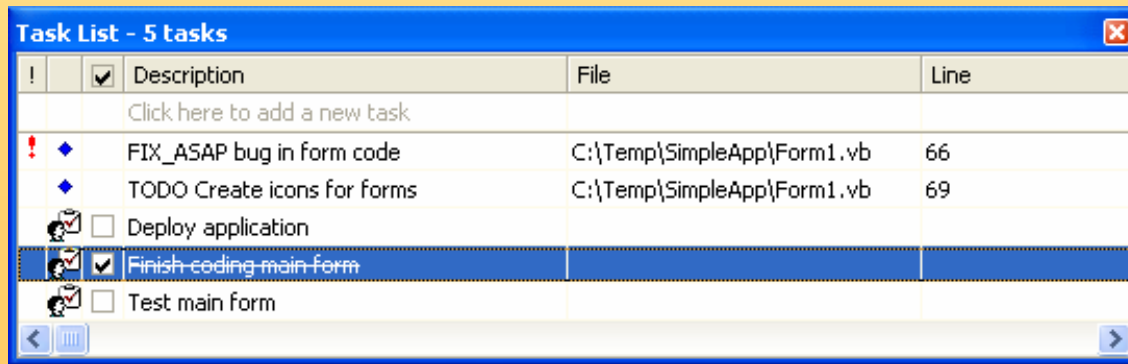 Task List - 5 tasks
! Description File Line
Click here to add a new task
FIX_ASAP bug in form code C:\Temp\SimpleApp\Form1.vb 66
TODO Create icons for forms C:\Temp\SimpleApp\Form1.vb 69
Deploy application
Finish coding main form
Test main form